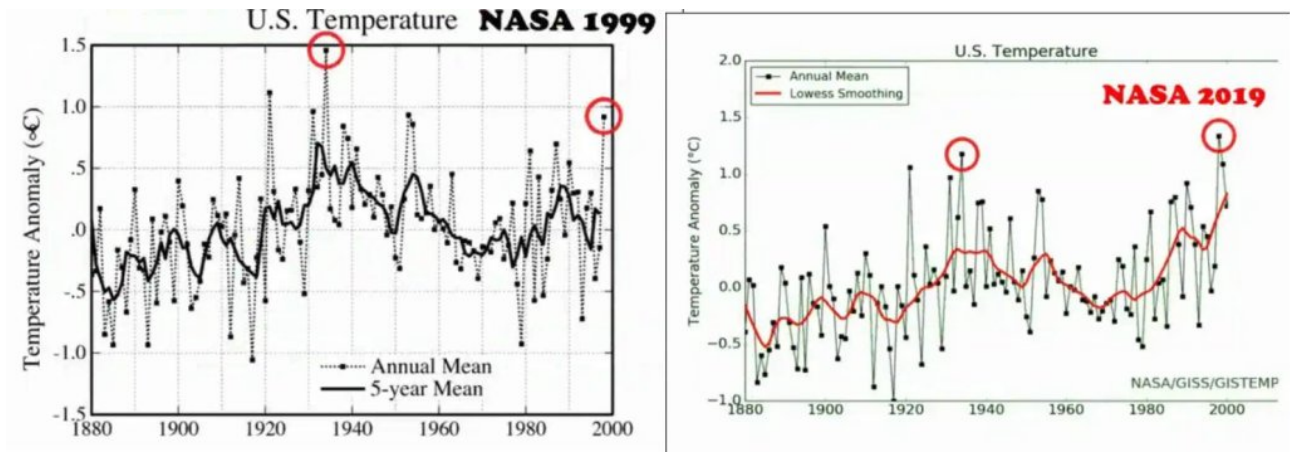 U.S. Temperature NASA 1999
Temperature Anomaly (°C)
1.5
1.0
.5
.0
-.5
-1.0
-1.5
Annual Mean
5-year Mean
1880 1900 1920 1940 1960 1980 2000
U.S. Temperature
Annual Mean
Lowess Smoothing
NASA 2019
Temperature Anomaly (°C)
2.0
1.5
1.0
0.5
0.0
−0.5
−1.0
NASA/GISS/GISTEMP
1880 1900 1920 1940 1960 1980 2000